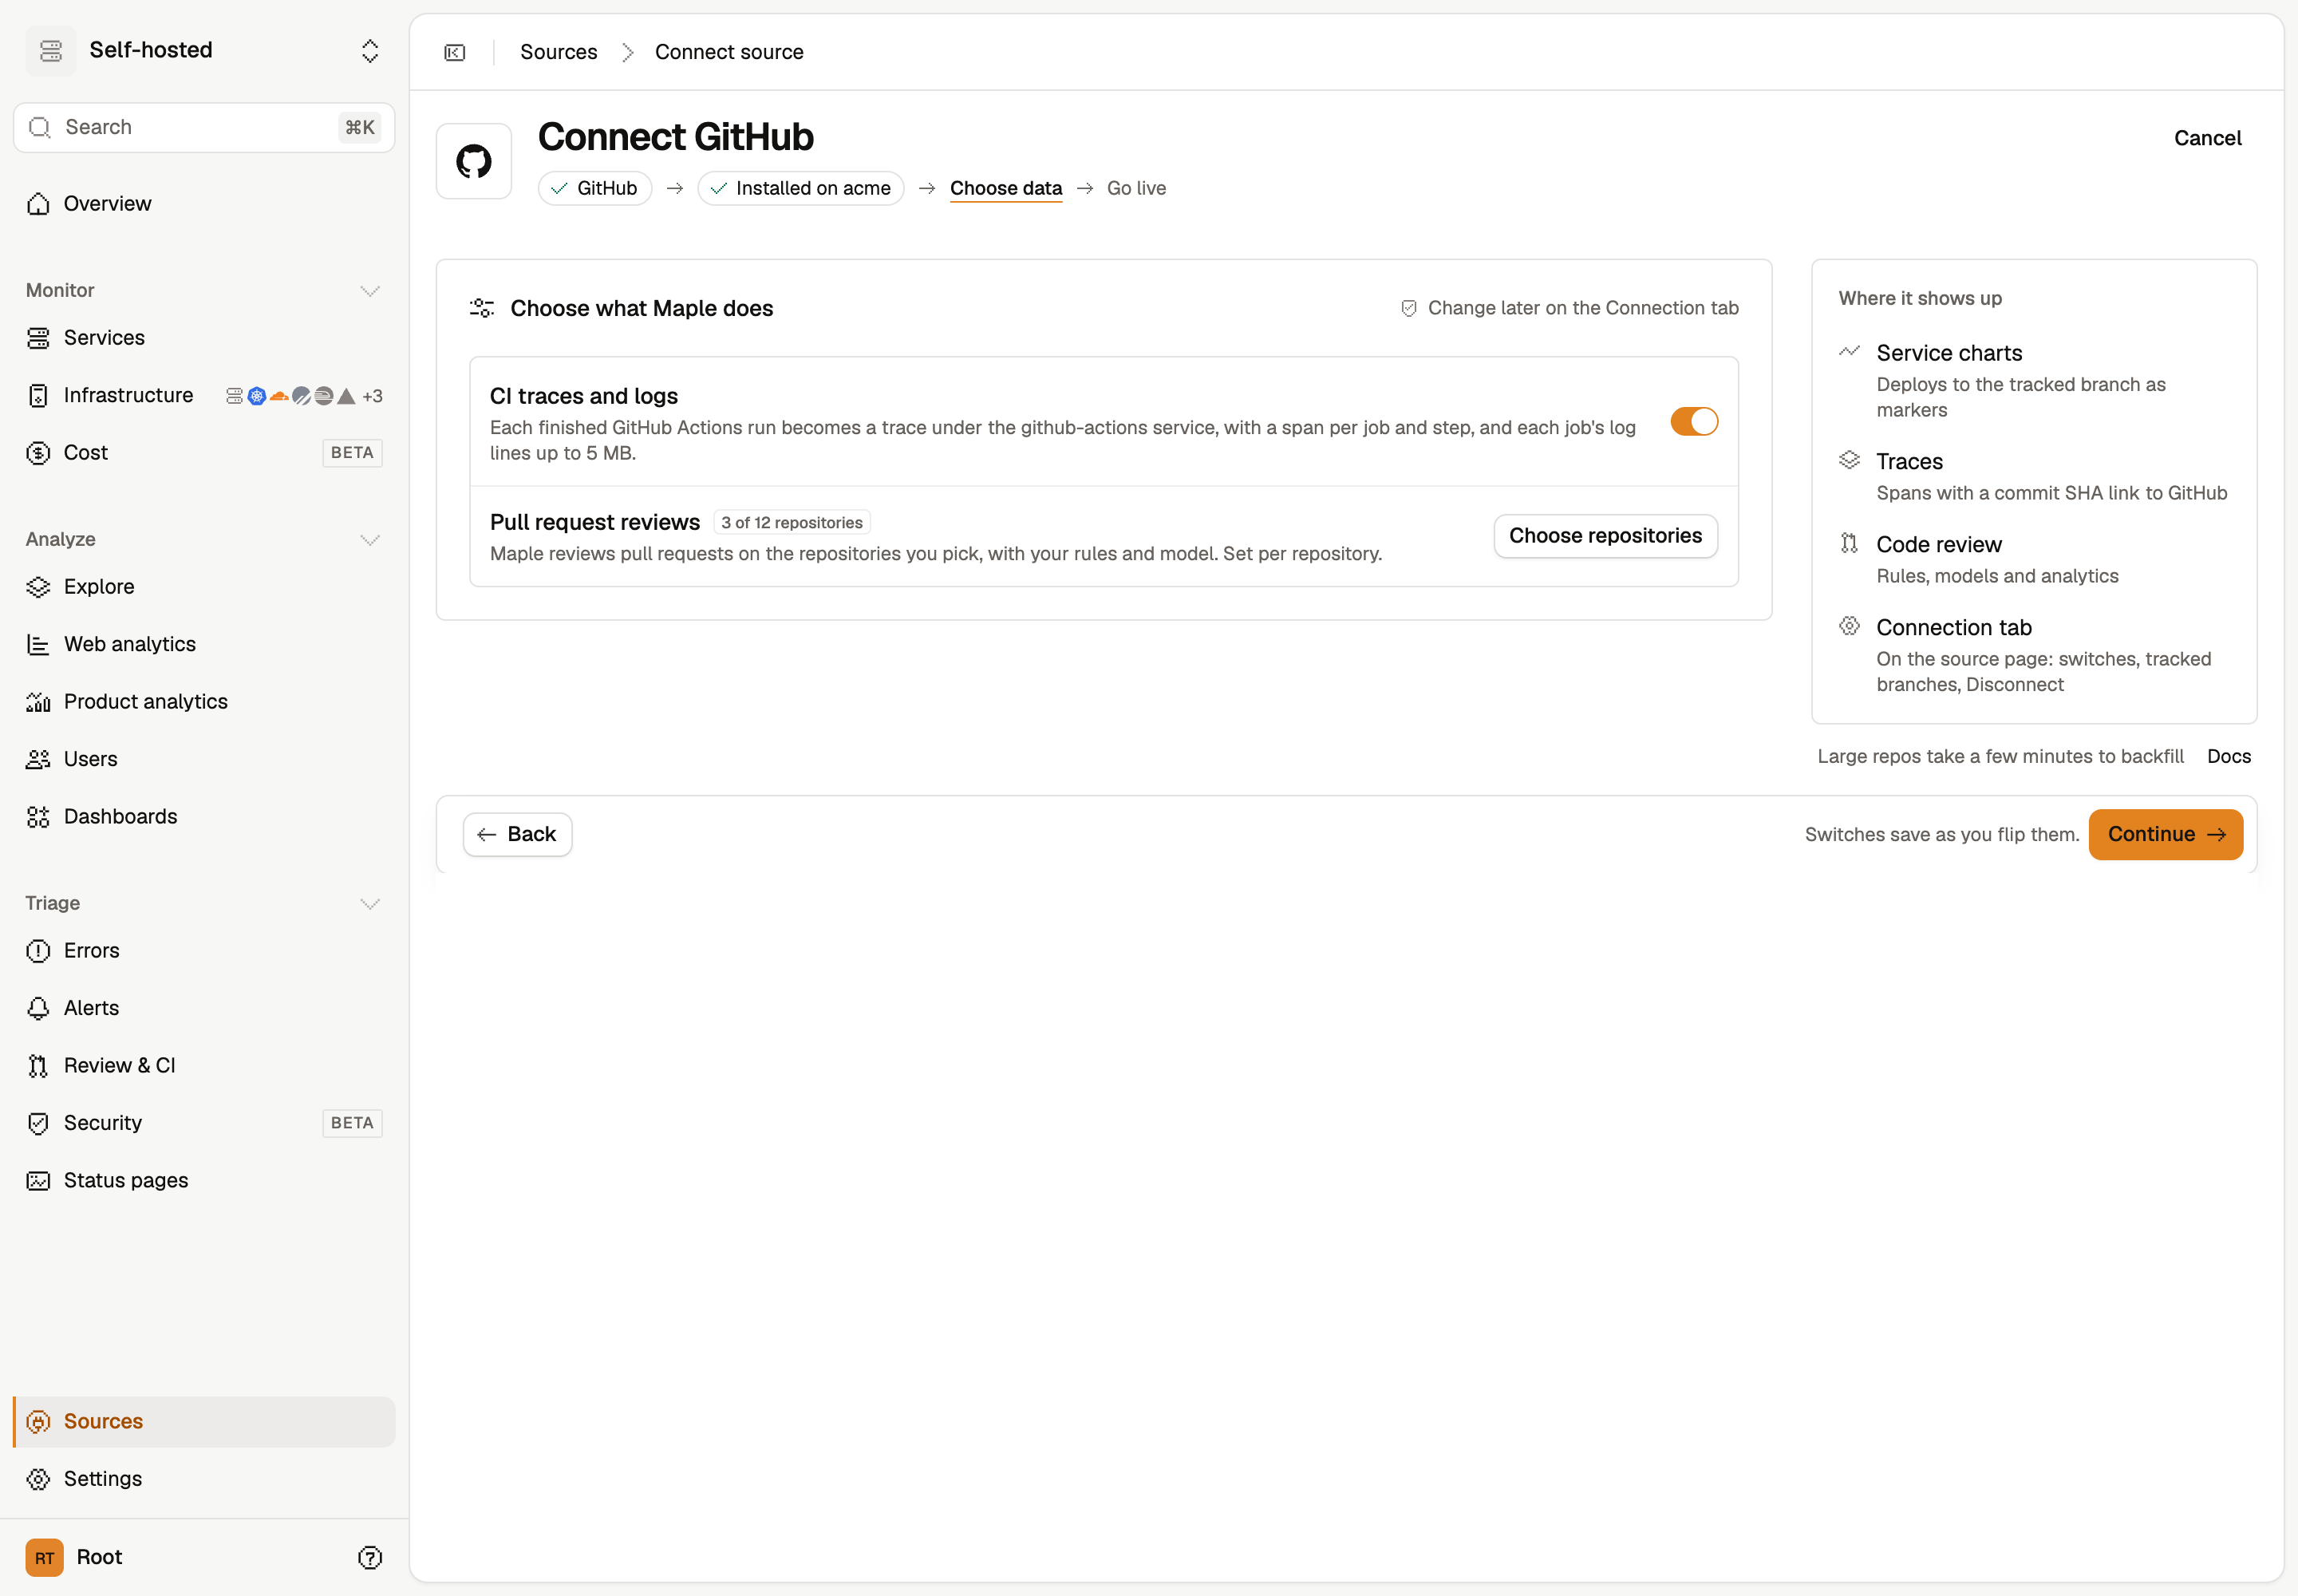 Self-hosted
Search
⌘K
Overview
Monitor
Services
Infrastructure +3
Cost BETA
Analyze
Explore
Web analytics
Product analytics
Users
Dashboards
Triage
Errors
Alerts
Review & CI
Security BETA
Status pages
Sources
Settings
RT Root
Sources Connect source
Connect GitHub
Cancel
GitHub → Installed on acme → Choose data → Go live
Choose what Maple does
Change later on the Connection tab
CI traces and logs
Each finished GitHub Actions run becomes a trace under the github-actions service, with a span per job and step, and each job's log
lines up to 5 MB.
Pull request reviews 3 of 12 repositories
Maple reviews pull requests on the repositories you pick, with your rules and model. Set per repository.
Choose repositories
Where it shows up
Service charts
Deploys to the tracked branch as
markers
Traces
Spans with a commit SHA link to GitHub
Code review
Rules, models and analytics
Connection tab
On the source page: switches, tracked
branches, Disconnect
Large repos take a few minutes to backfill Docs
← Back
Switches save as you flip them.
Continue →